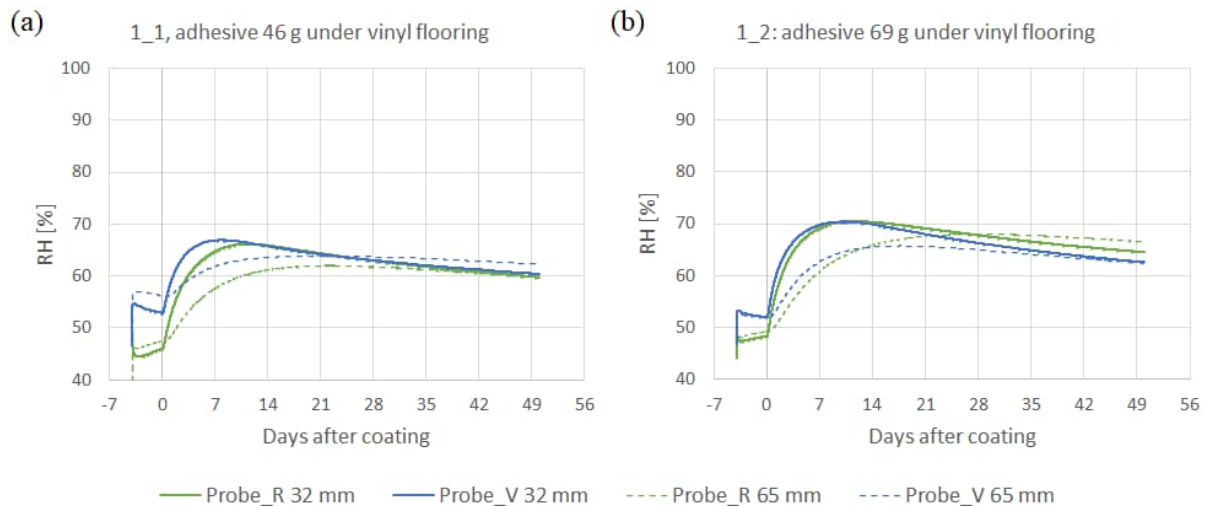 (a)
1_1, adhesive 46 g under vinyl flooring
100
90
80
70
60
50
40
RH [%]
-7 0 7 14 21 28 35 42 49 56
Days after coating
(b)
1_2: adhesive 69 g under vinyl flooring
100
90
80
70
60
50
40
RH [%]
-7 0 7 14 21 28 35 42 49 56
Days after coating
Probe_R 32 mm Probe_V 32 mm Probe_R 65 mm Probe_V 65 mm